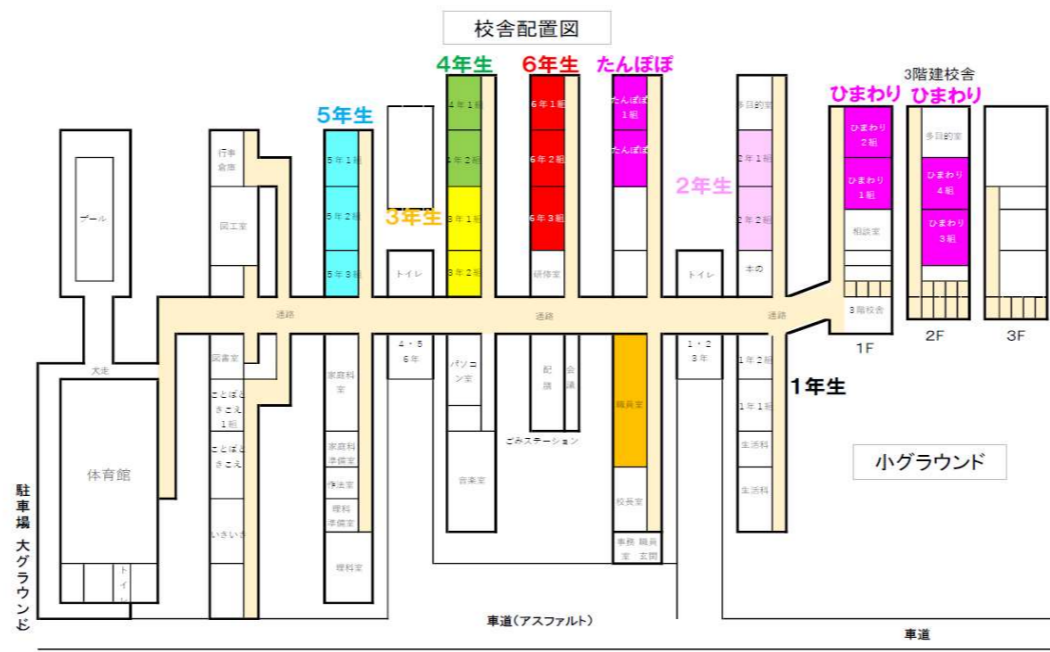 校舎配置図
4年生
6年生
たんぽぽ
3階建校舎
ひまわり
ひまわり
5年生
3年生
2年生
1年生
プール
行事
倉庫
図工室
5年1組
5年2組
5年3組
トイレ
4年1組
4年2組
3年1組
3年2組
6年1組
6年2組
6年3組
研修室
たんぽぽ
1組
たんぽぽ
トイレ
多目的室
2年1組
2年2組
本の
ひまわり
2組
ひまわり
1組
相談室
3階校舎
多目的室
ひまわり
4組
ひまわり
3組
1F
2F
3F
通路
通路
通路
犬走
体育館
トイレ
図書室
ことばと
きこえ
1組
ことばと
きこえ
いきいき
家庭科
室
家庭科
準備室
作法室
理科
準備室
理科室
4・5
6年
パソコ
ン室
音楽室
配膳
会議
ごみステーション
職員室
校長室
事務室
職員玄関
1・2
3年
1年2組
1年1組
生活科
生活科
小グラウンド
駐車場 大グラウンド
車道(アスファルト)
車道